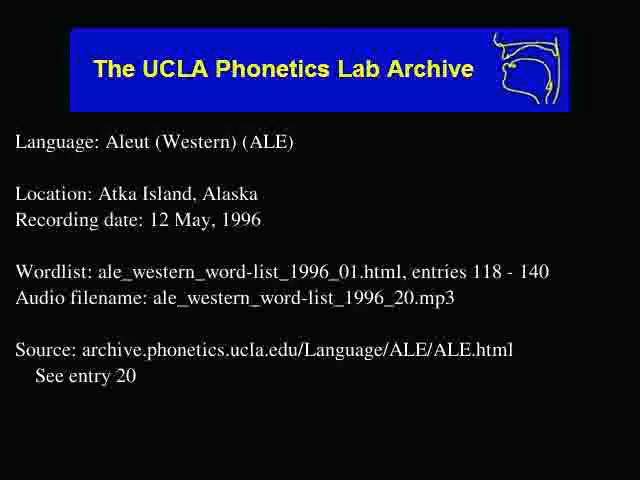 The UCLA Phonetics Lab Archive
Language: Aleut (Western) (ALE)
Location: Atka Island, Alaska
Recording date: 12 May, 1996
Wordlist: ale_western_word-list_1996_01.html, entries 118 - 140
Audio filename: ale_western_word-list_1996_20.mp3
Source: archive.phonetics.ucla.edu/Language/ALE/ALE.html
See entry 20